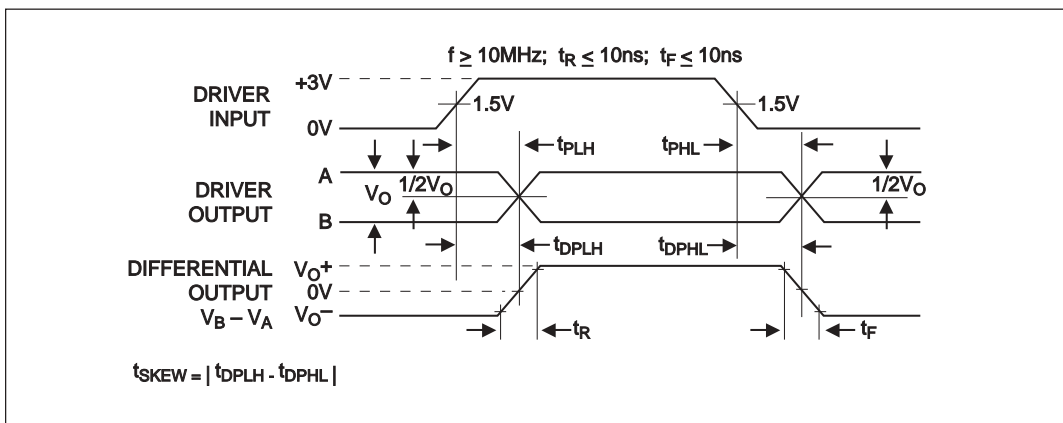 f ≥ 10MHz; tR ≤ 10ns; tF ≤ 10ns
+3V
DRIVER
INPUT
1.5V
1.5V
0V
tPLH
tPHL
A
DRIVER
OUTPUT
VO
1/2VO
1/2VO
B
tDPLH
tDPHL
DIFFERENTIAL
OUTPUT
VB – VA
VO+
0V
VO–
tR
tF
tSKEW = | tDPLH - tDPHL |